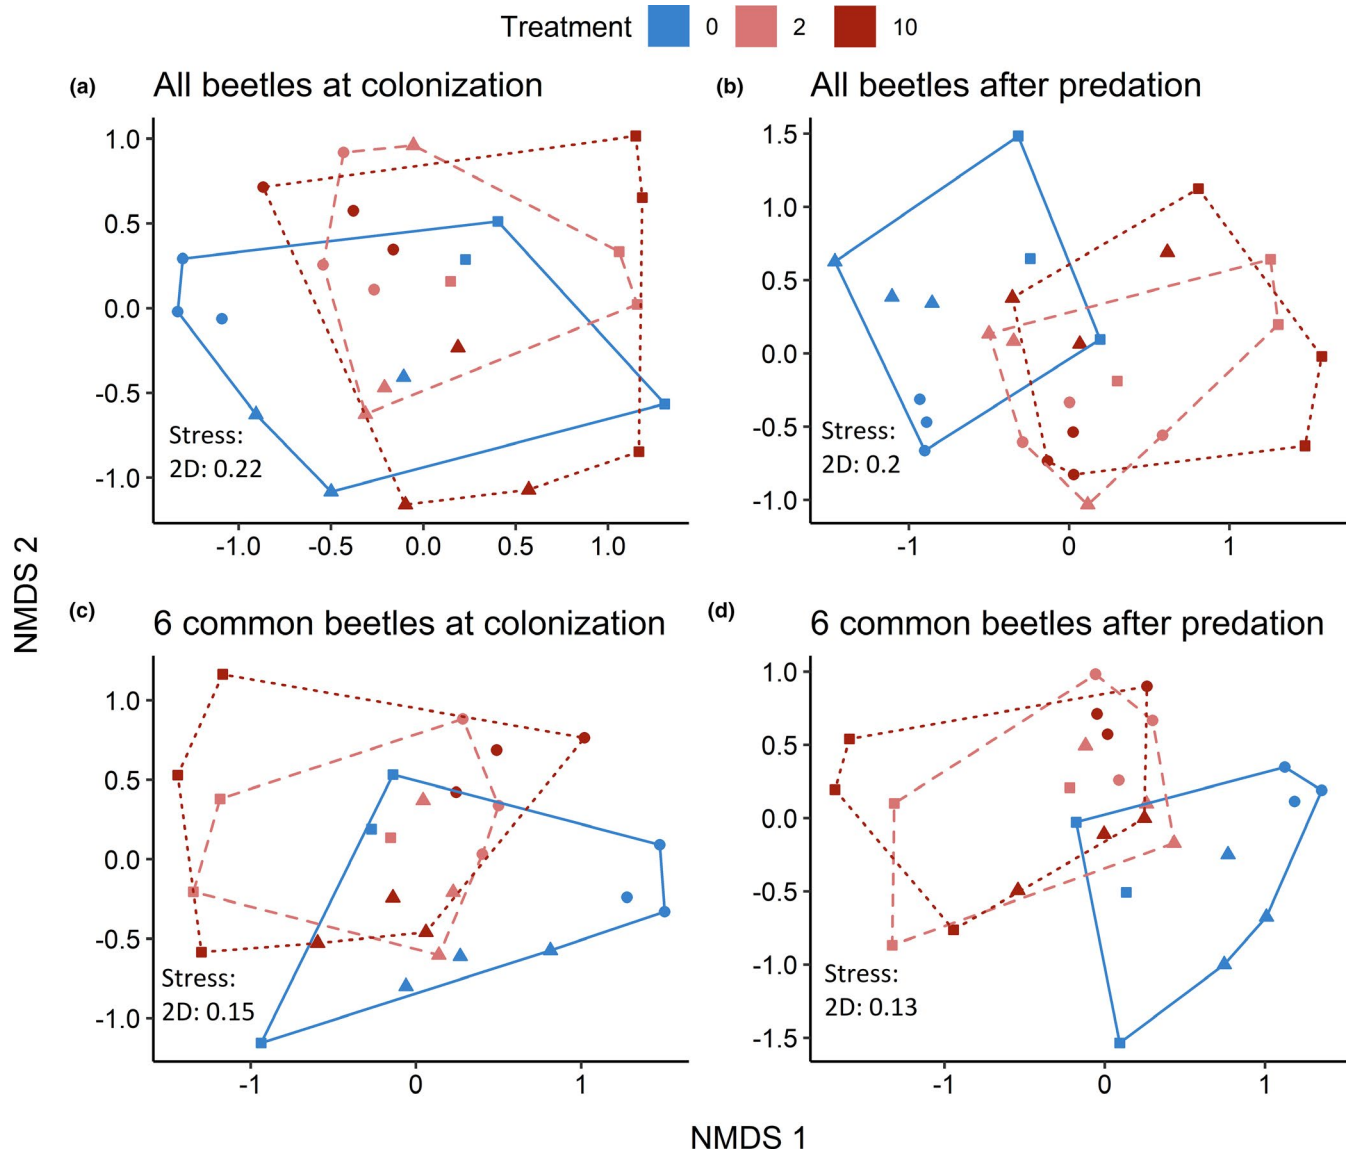 Treatment 0 2 10
(a) All beetles at colonization
(b) All beetles after predation
1.0
0.5
0.0
-0.5
-1.0
Stress:
2D: 0.22
-1.0 -0.5 0.0 0.5 1.0
1.5
1.0
0.5
0.0
-0.5
-1.0
Stress:
2D: 0.2
-1 0 1
NMDS 2
(c) 6 common beetles at colonization
(d) 6 common beetles after predation
1.0
0.5
0.0
-0.5
-1.0
Stress:
2D: 0.15
-1 0 1
1.0
0.5
0.0
-0.5
-1.0
-1.5
Stress:
2D: 0.13
-1 0 1
NMDS 1